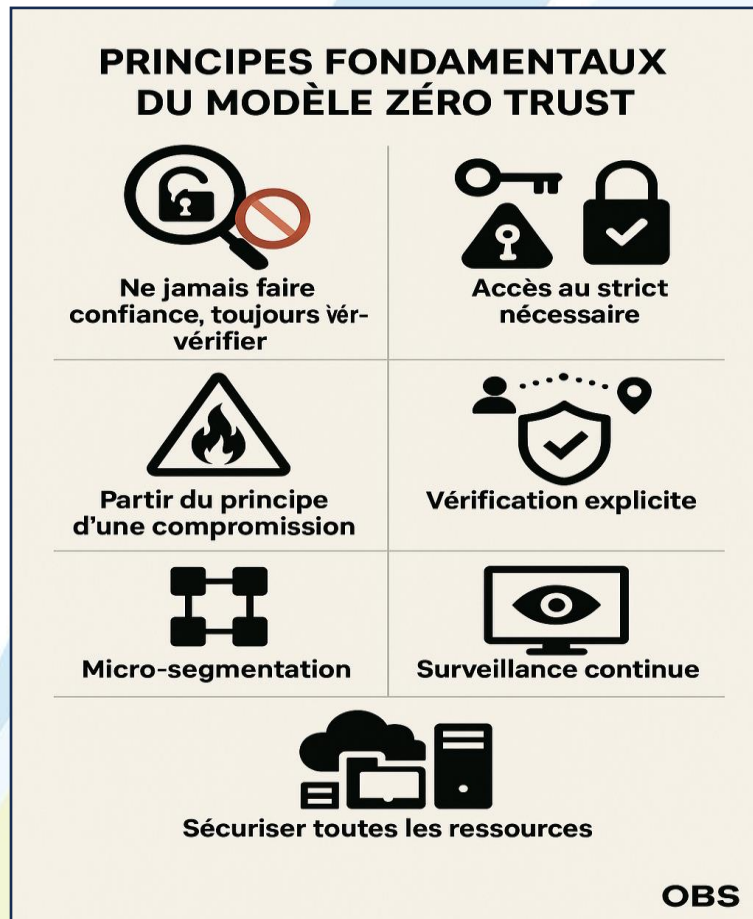 PRINCIPES FONDAMENTAUX
DU MODÈLE ZÉRO TRUST
Ne jamais faire
confiance, toujours vér-
vérifier
Accès au strict
nécessaire
Partir du principe
d’une compromission
Vérification explicite
Micro-segmentation
Surveillance continue
Sécuriser toutes les ressources
OBS